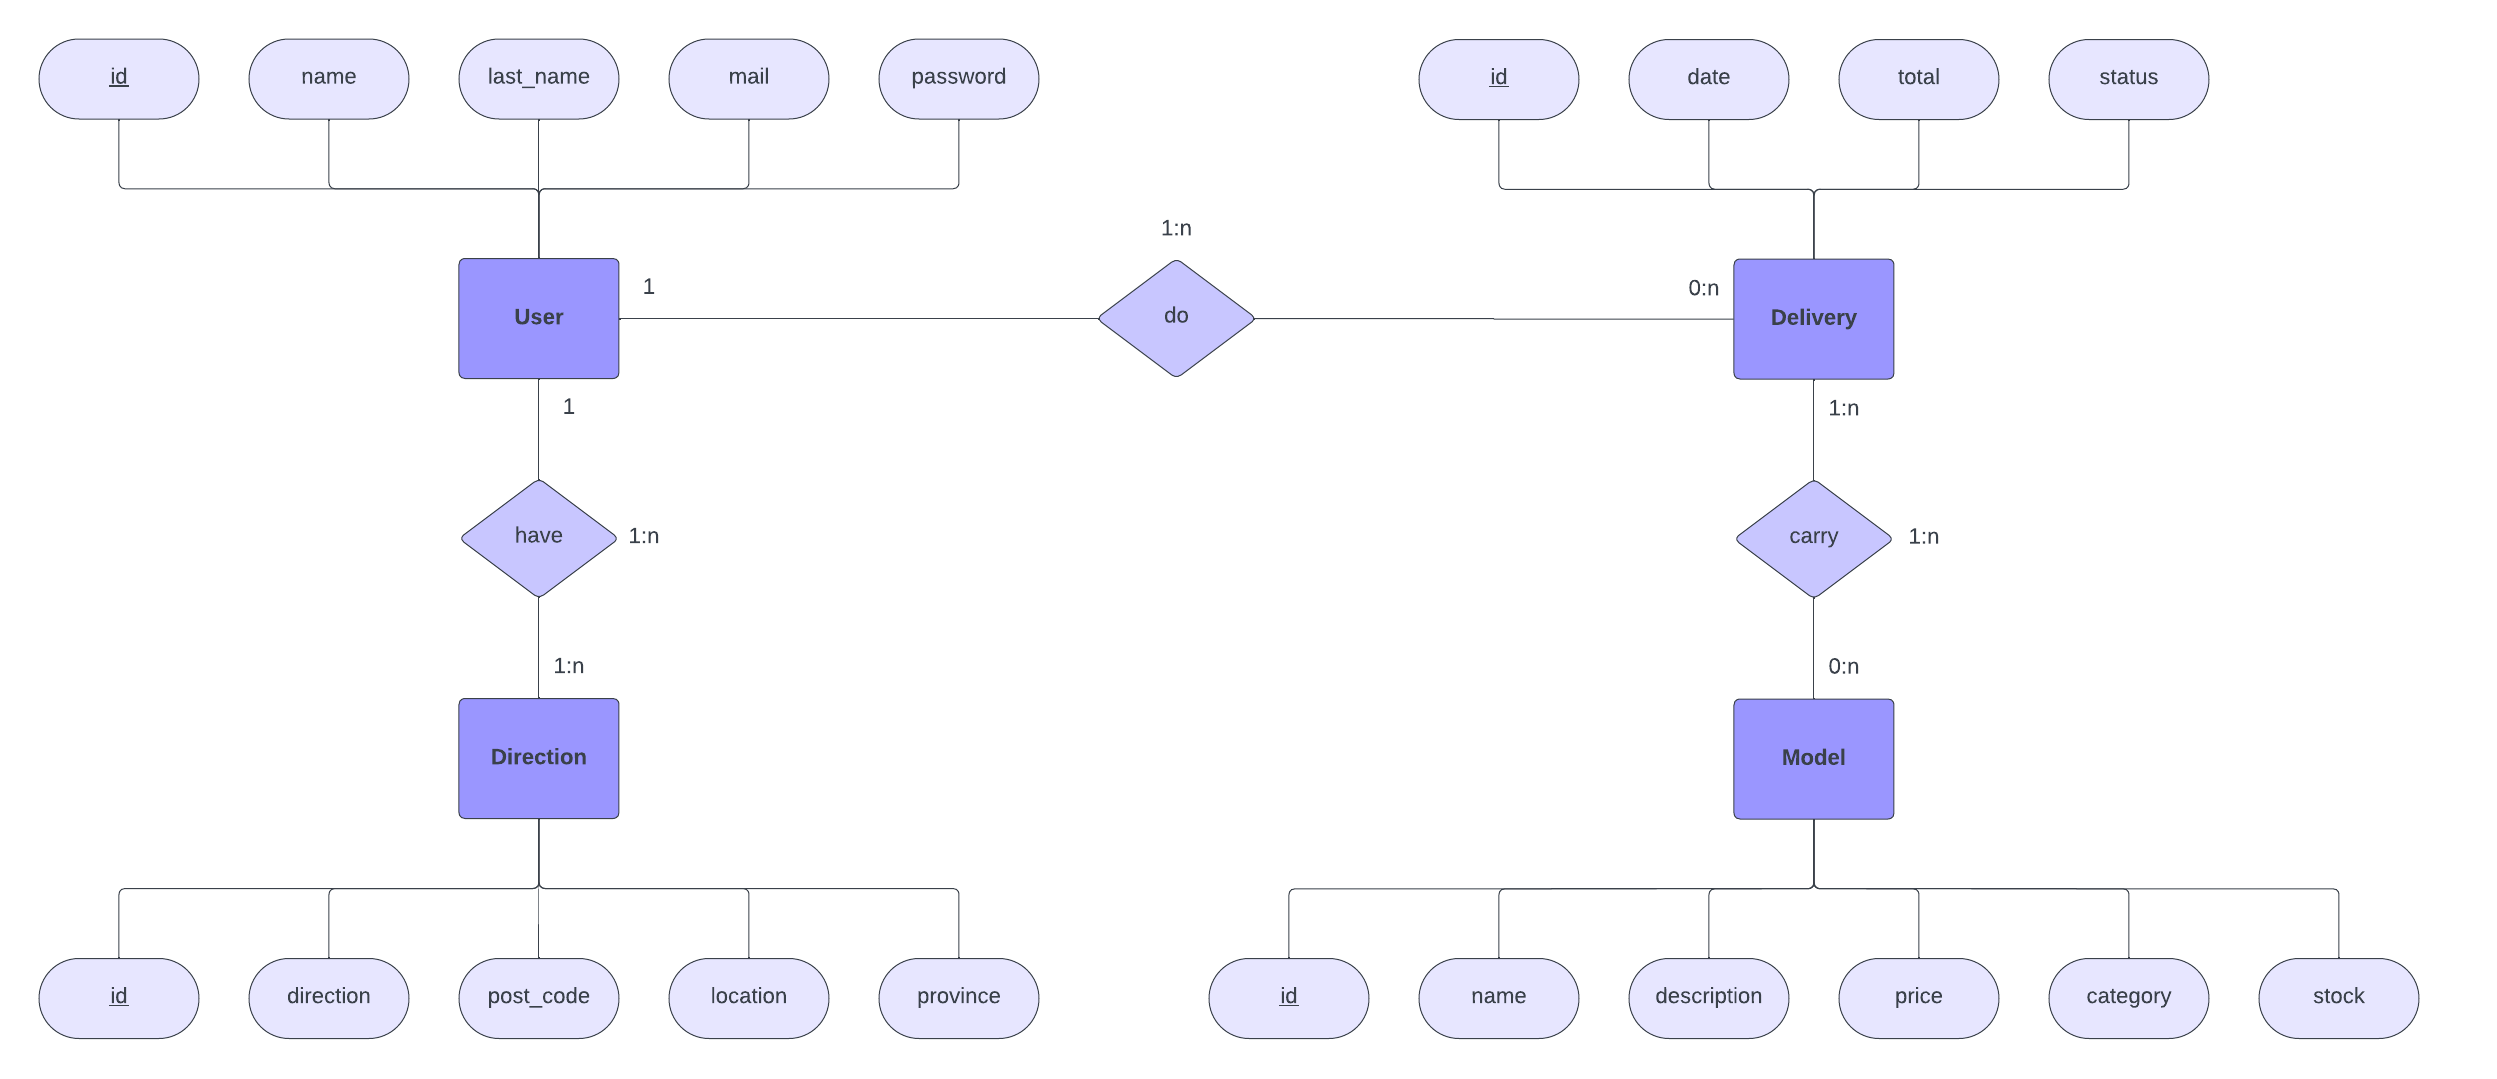 id
name
last_name
mail
password
id
date
total
status
1:n
1
0:n
User
do
Delivery
1
1:n
have
1:n
carry
1:n
1:n
0:n
Direction
Model
id
direction
post_code
location
province
id
name
description
price
category
stock